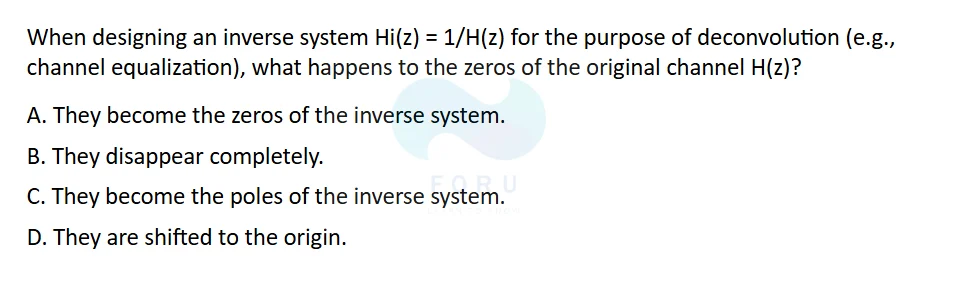 When designing an inverse system Hi(z) = 1/H(z) for the purpose of deconvolution (e.g.,
channel equalization), what happens to the zeros of the original channel H(z)?
A. They become the zeros of the inverse system.
B. They disappear completely.
FORU
C. They become the poles of the inverse system.
D. They are shifted to the origin.